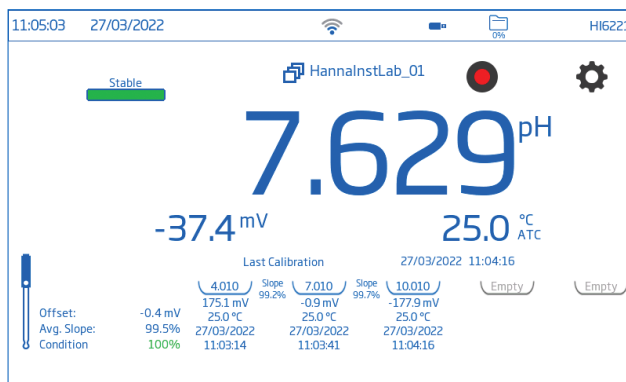 11:05:03 27/03/2022 0% HI6221
Stable HannaInstLab_01
7.629 pH
-37.4 mV 25.0 °C ATC
Last Calibration 27/03/2022 11:04:16
4.010 Slope 99.2% 7.010 Slope 99.7% 10.010 Empty Empty
175.1 mV -0.9 mV -177.9 mV
Offset: -0.4 mV 25.0 °C 25.0 °C 25.0 °C
Avg. Slope: 99.5% 27/03/2022 27/03/2022 27/03/2022
Condition 100% 11:03:14 11:03:41 11:04:16